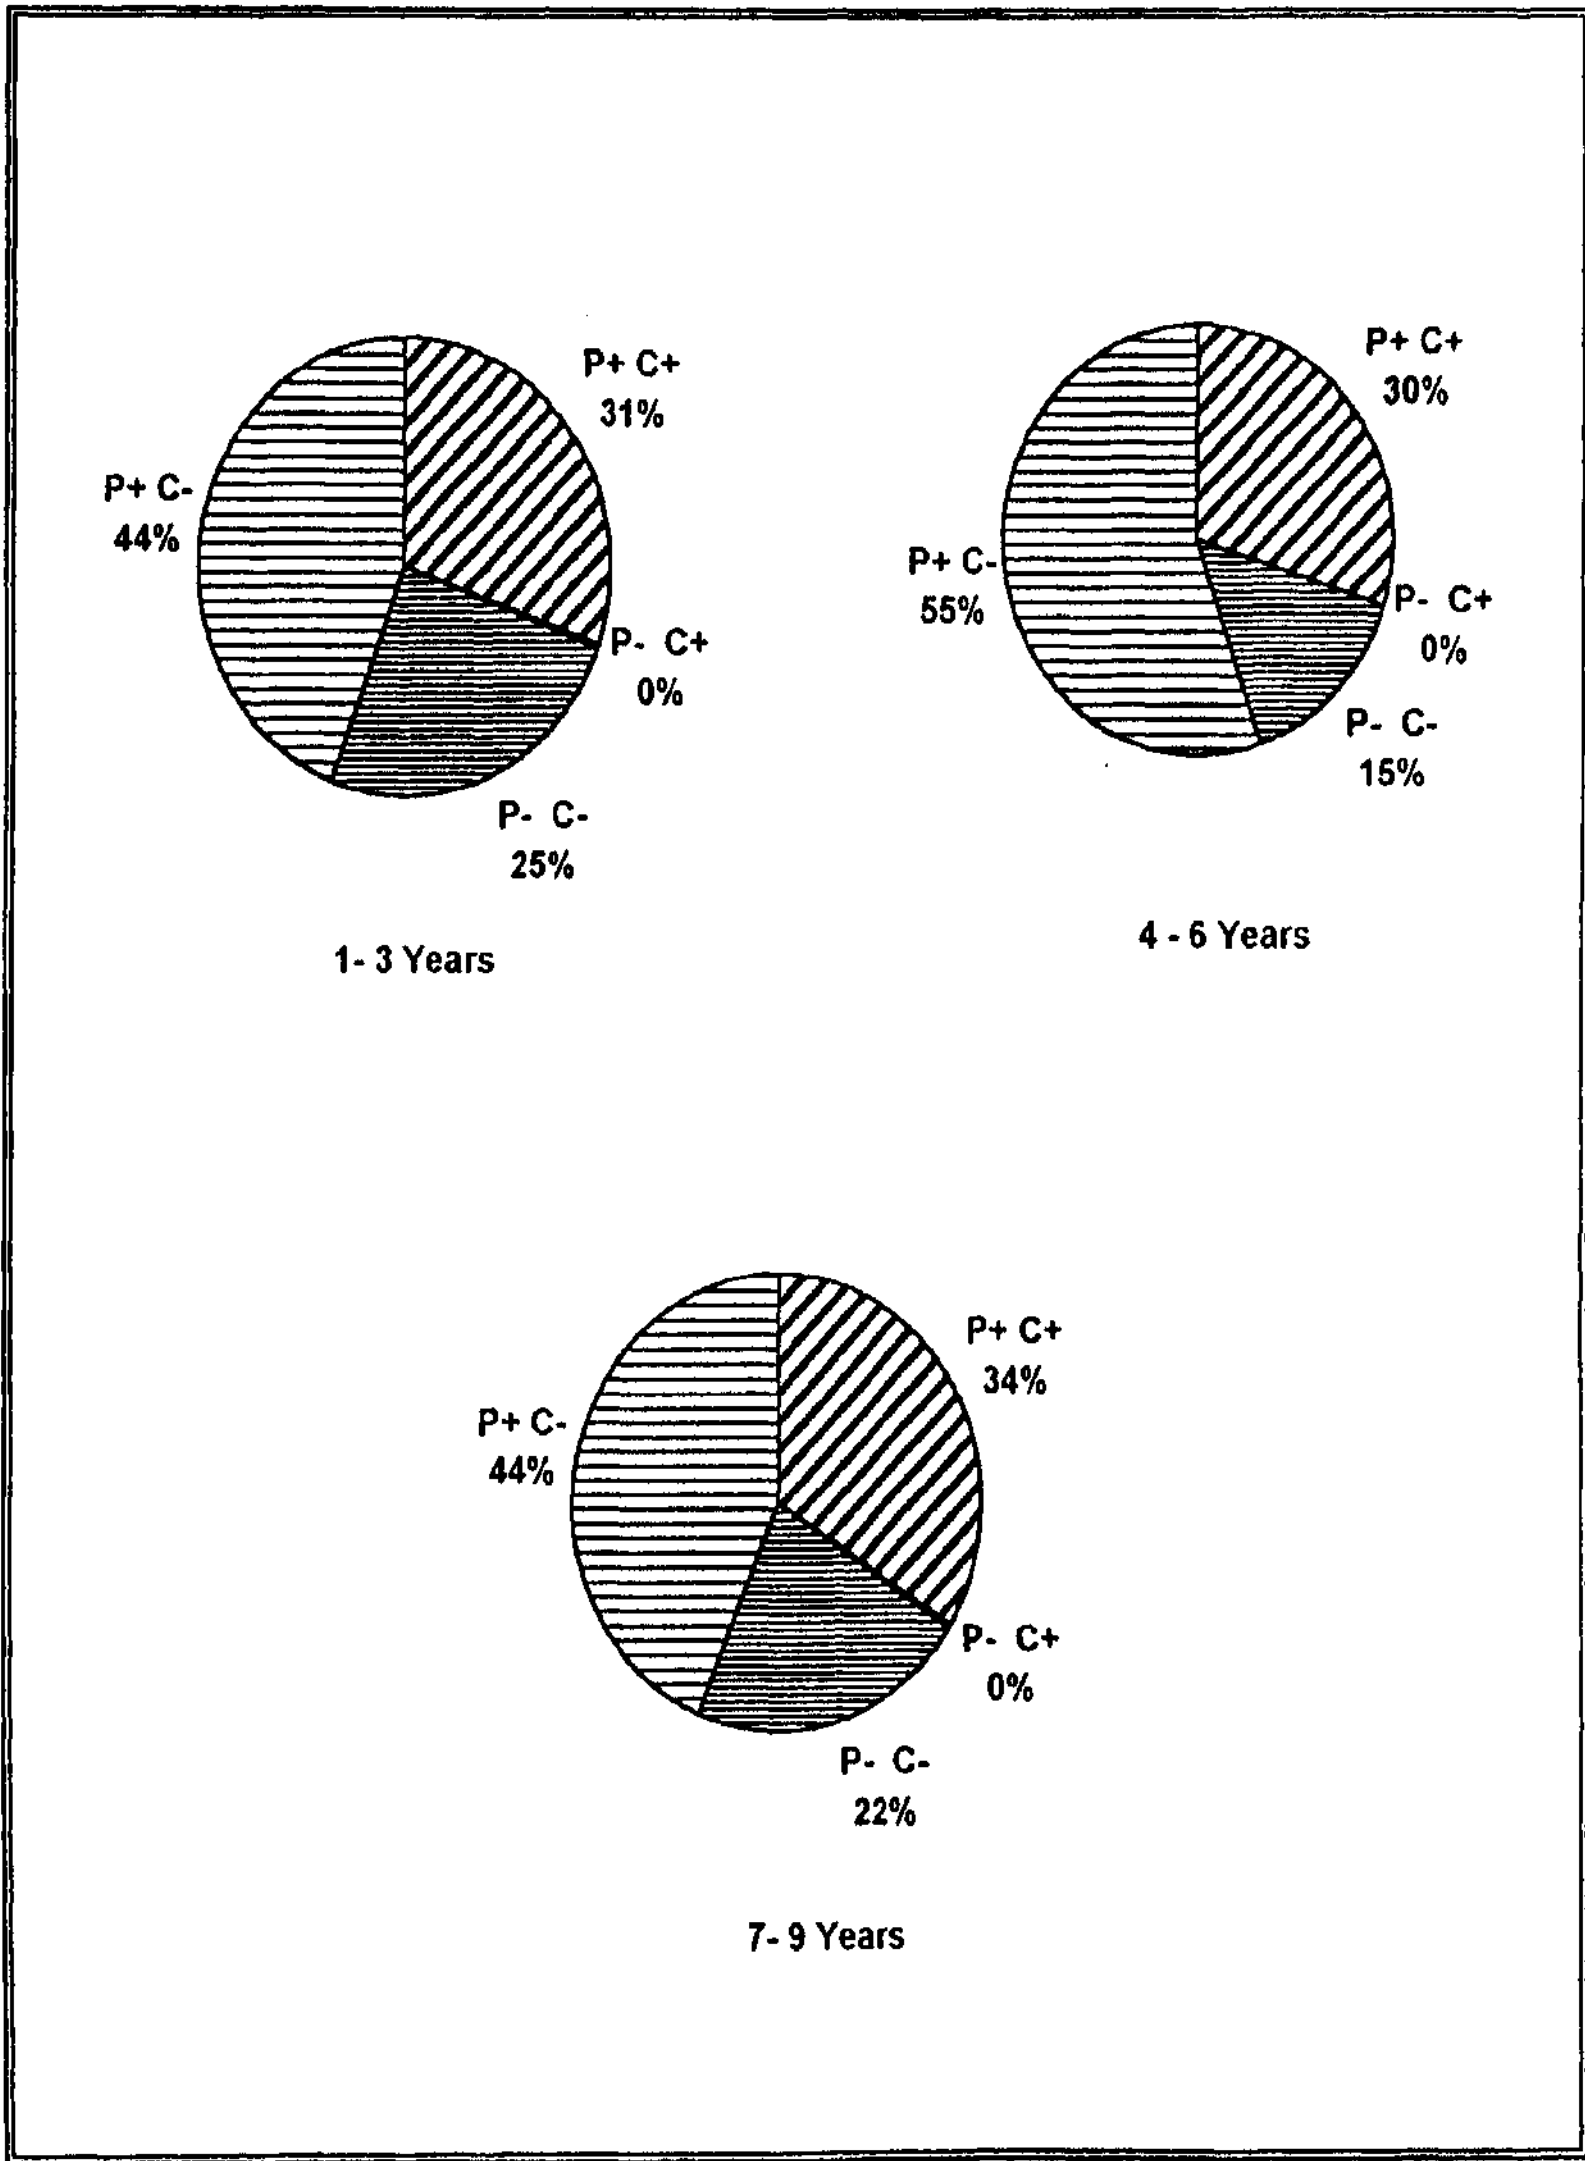 P+ C+
31%
P+ C-
44%
P- C+
0%
P- C-
25%
1- 3 Years
P+ C+
30%
P+ C-
55%
P- C+
0%
P- C-
15%
4 - 6 Years
P+ C+
34%
P+ C-
44%
P- C+
0%
P- C-
22%
7- 9 Years